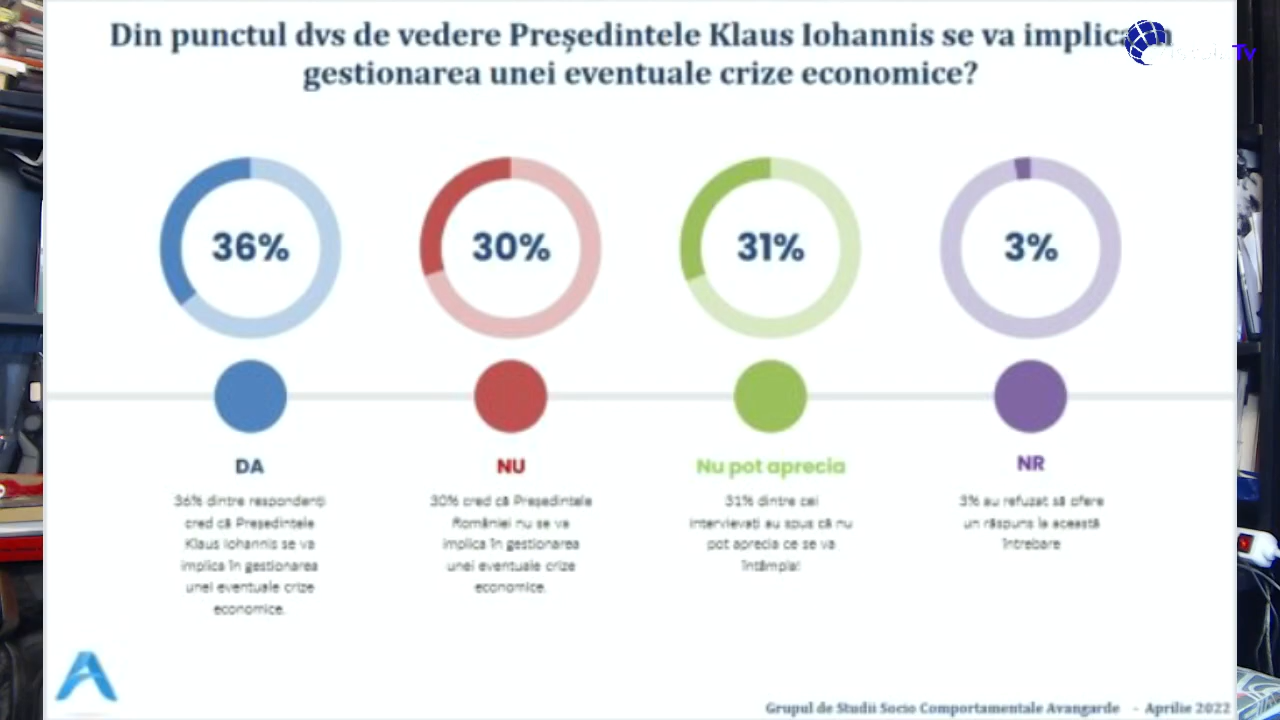 Din punctul dvs de vedere Președintele Klaus Iohannis se va implica
gestionarea unei eventuale crize economice?
Tv
36%
30%
31%
3%
DA
NU
Nu pot aprecia
NR
36% dintre respondenți
cred că Președintele
Klaus Iohannis se va
implica în gestionarea
unei eventuale crize
economice.
30% cred că Președintele
României nu se va
implica în gestionarea
unei eventuale crize
economice.
31% dintre cei
intervievați au spus că nu
pot aprecia ce se va
întâmpla!
3% au refuzat să ofere
un răspuns la această
întrebare
Grupul de Studii Socio Comportamentale Avangarde - Aprilie 2022